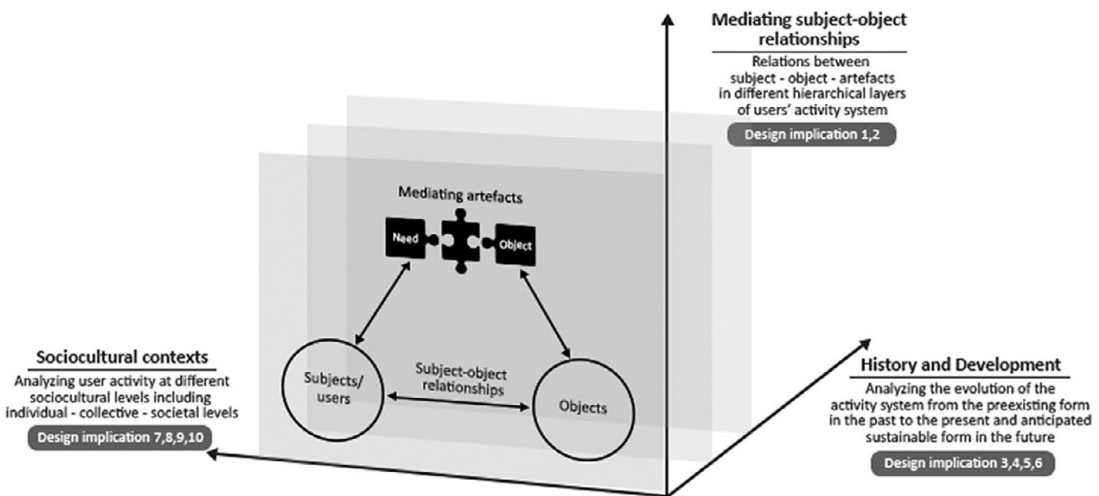 Mediating subject-object
relationships
Relations between
subject - object - artefacts
in different hierarchical layers
of users' activity system
Design implication 1,2
Mediating artefacts
Need
Object
Subjects/
users
Subject-object
relationships
Objects
Sociocultural contexts
Analyzing user activity at different
sociocultural levels including
individual - collective - societal levels
Design implication 7,8,9,10
History and Development
Analyzing the evolution of the
activity system from the preexisting form
in the past to the present and anticipated
sustainable form in the future
Design implication 3,4,5,6